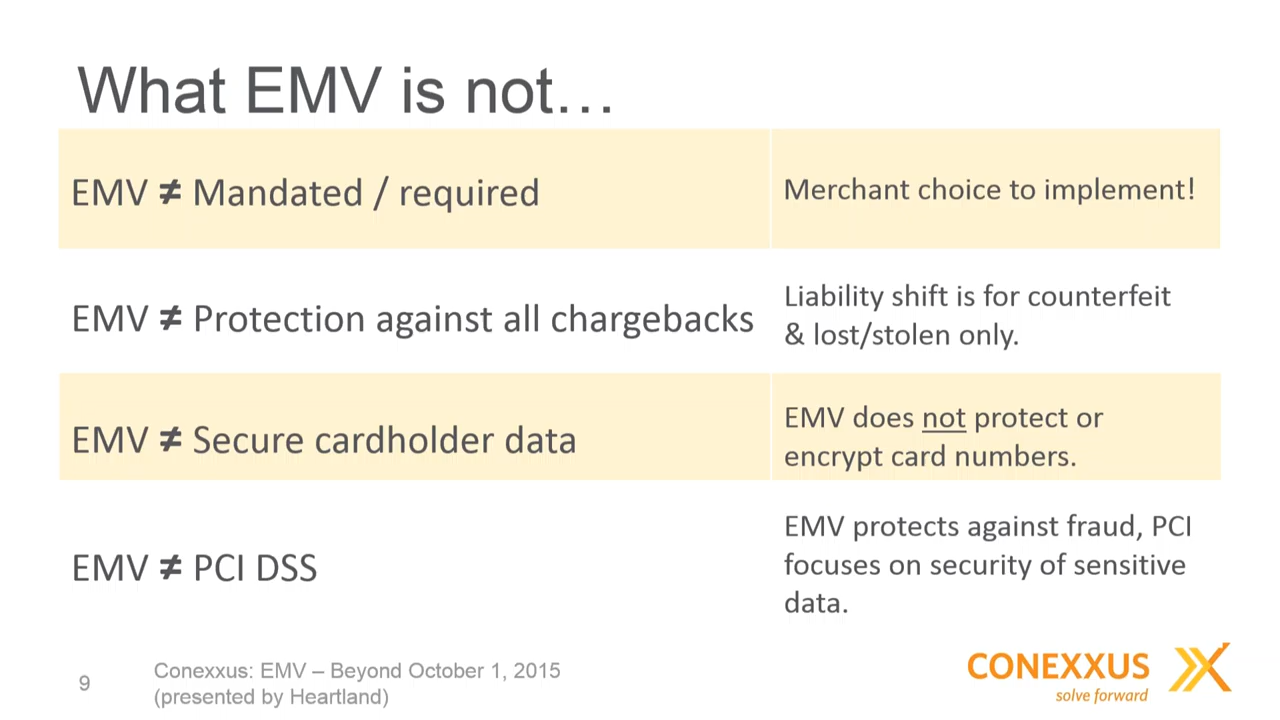 What EMV is not…
EMV ≠ Mandated / required
Merchant choice to implement!
EMV ≠ Protection against all chargebacks
Liability shift is for counterfeit
& lost/stolen only.
EMV ≠ Secure cardholder data
EMV does not protect or
encrypt card numbers.
EMV ≠ PCI DSS
EMV protects against fraud, PCI
focuses on security of sensitive
data.
9
Conexxus: EMV – Beyond October 1, 2015
(presented by Heartland)
CONEXXUS
solve forward